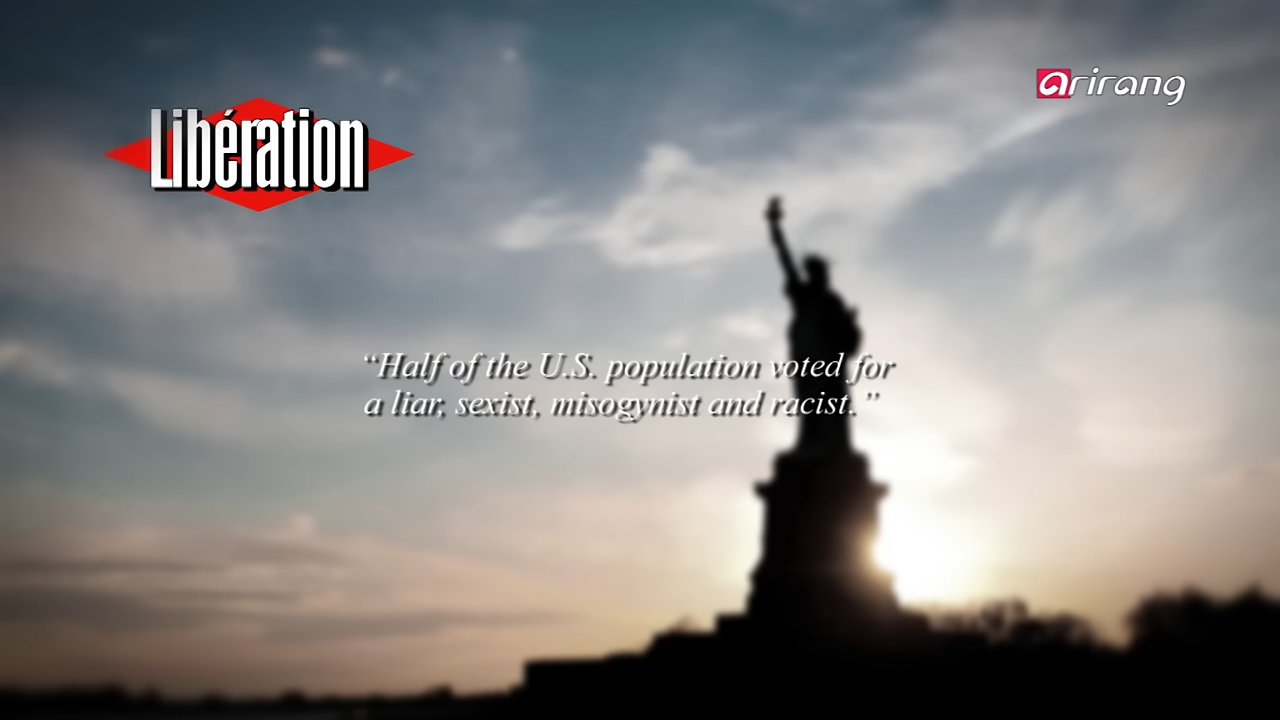 Libération
arirang
“Half of the U.S. population voted for
a liar, sexist, misogynist and racist.”